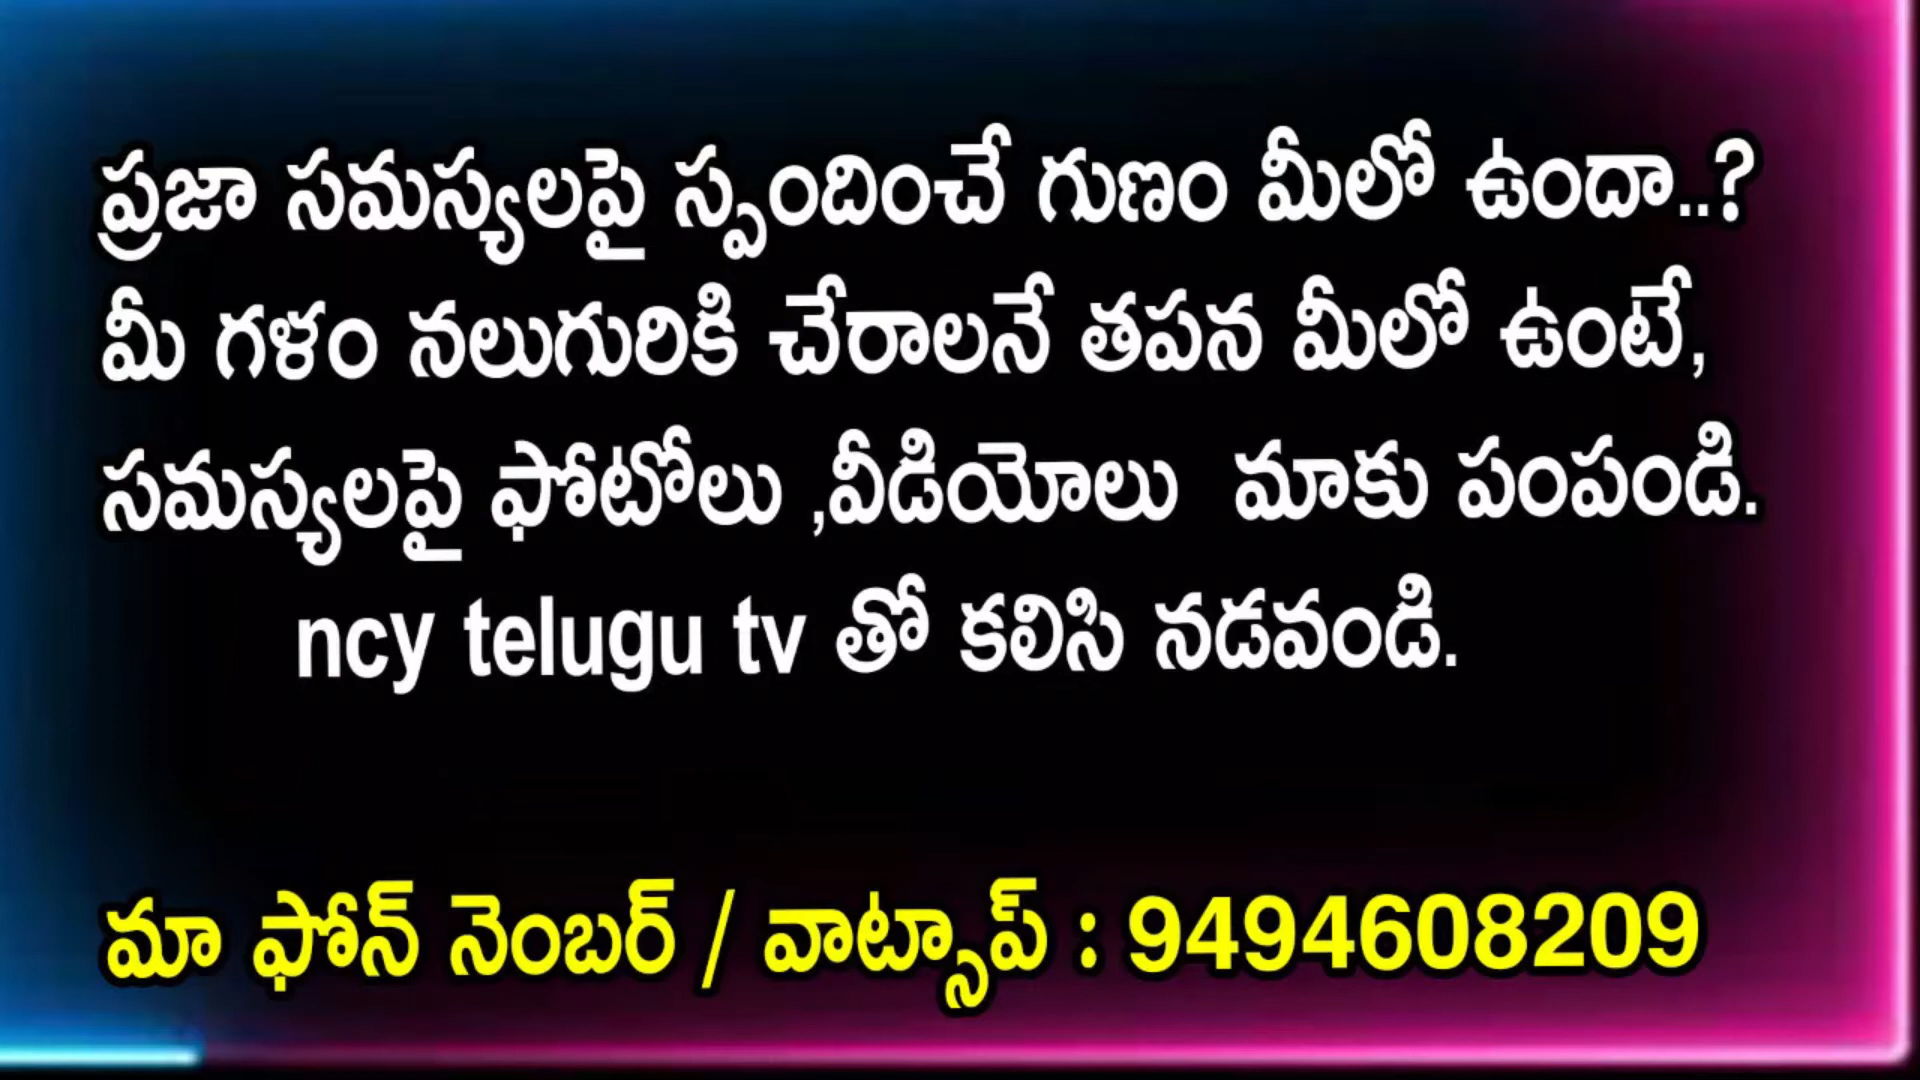 ప్రజా సమస్యలపై స్పందించే గుణం మీలో ఉందా..?
మీ గళం నలుగురికి చేరాలనే తపన మీలో ఉంటే,
సమస్యలపై ఫోటోలు ,వీడియోలు  మాకు పంపండి.
ncy telugu tv తో కలిసి నడవండి.
మా ఫోన్ నెంబర్ / వాట్సాప్ : 9494608209